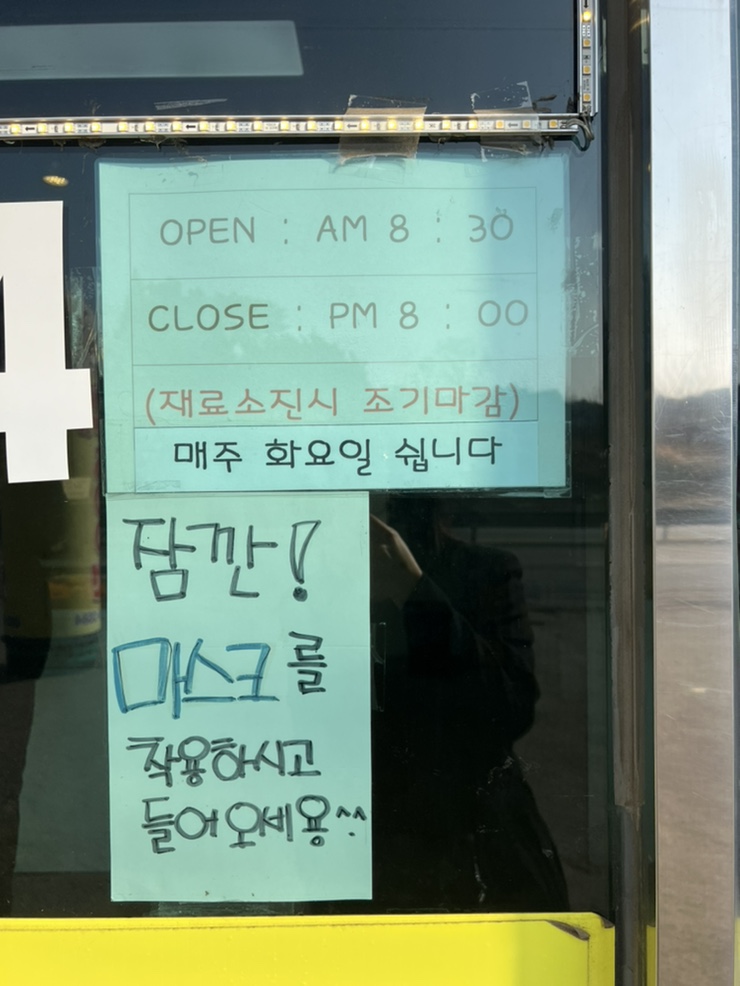 OPEN : AM 8 : 30
CLOSE : PM 8 : 00
(재료소진시 조기마감)
매주 화요일 쉽니다
잠깐!
마스크를
착용하시고
들어오세용^^
4